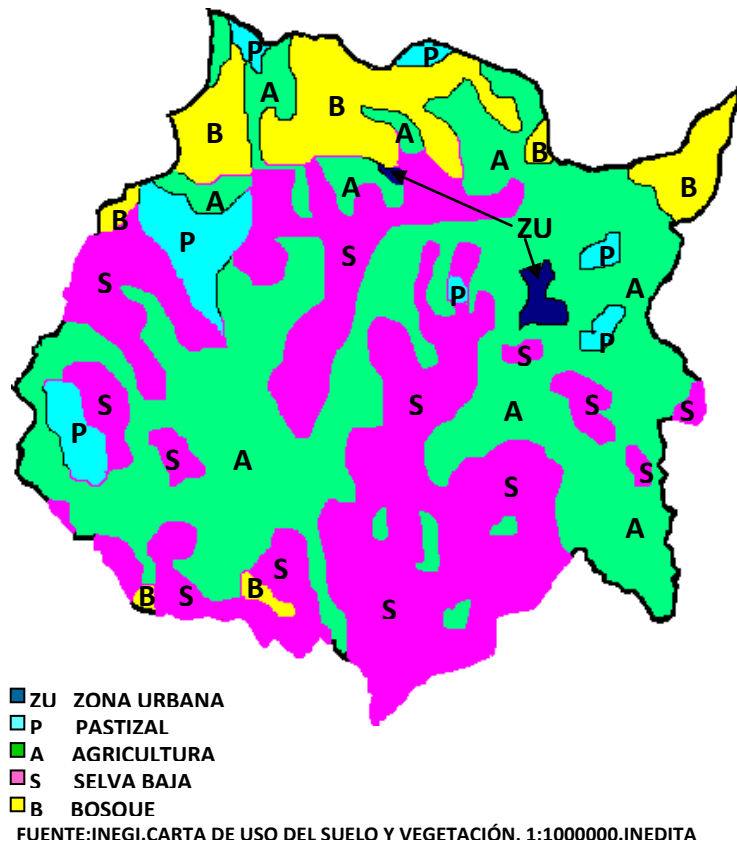 P
P
A
B
B
A
A
B
B
A
A
B
P
ZU
S
P
S
A
P
P
S
S
S
S
A
S
P
S
A
S
S
A
S
B
B
S
S
ZU ZONA URBANA
P PASTIZAL
A AGRICULTURA
S SELVA BAJA
B BOSQUE
FUENTE:INEGI.CARTA DE USO DEL SUELO Y VEGETACIÓN. 1:1000000.INEDITA